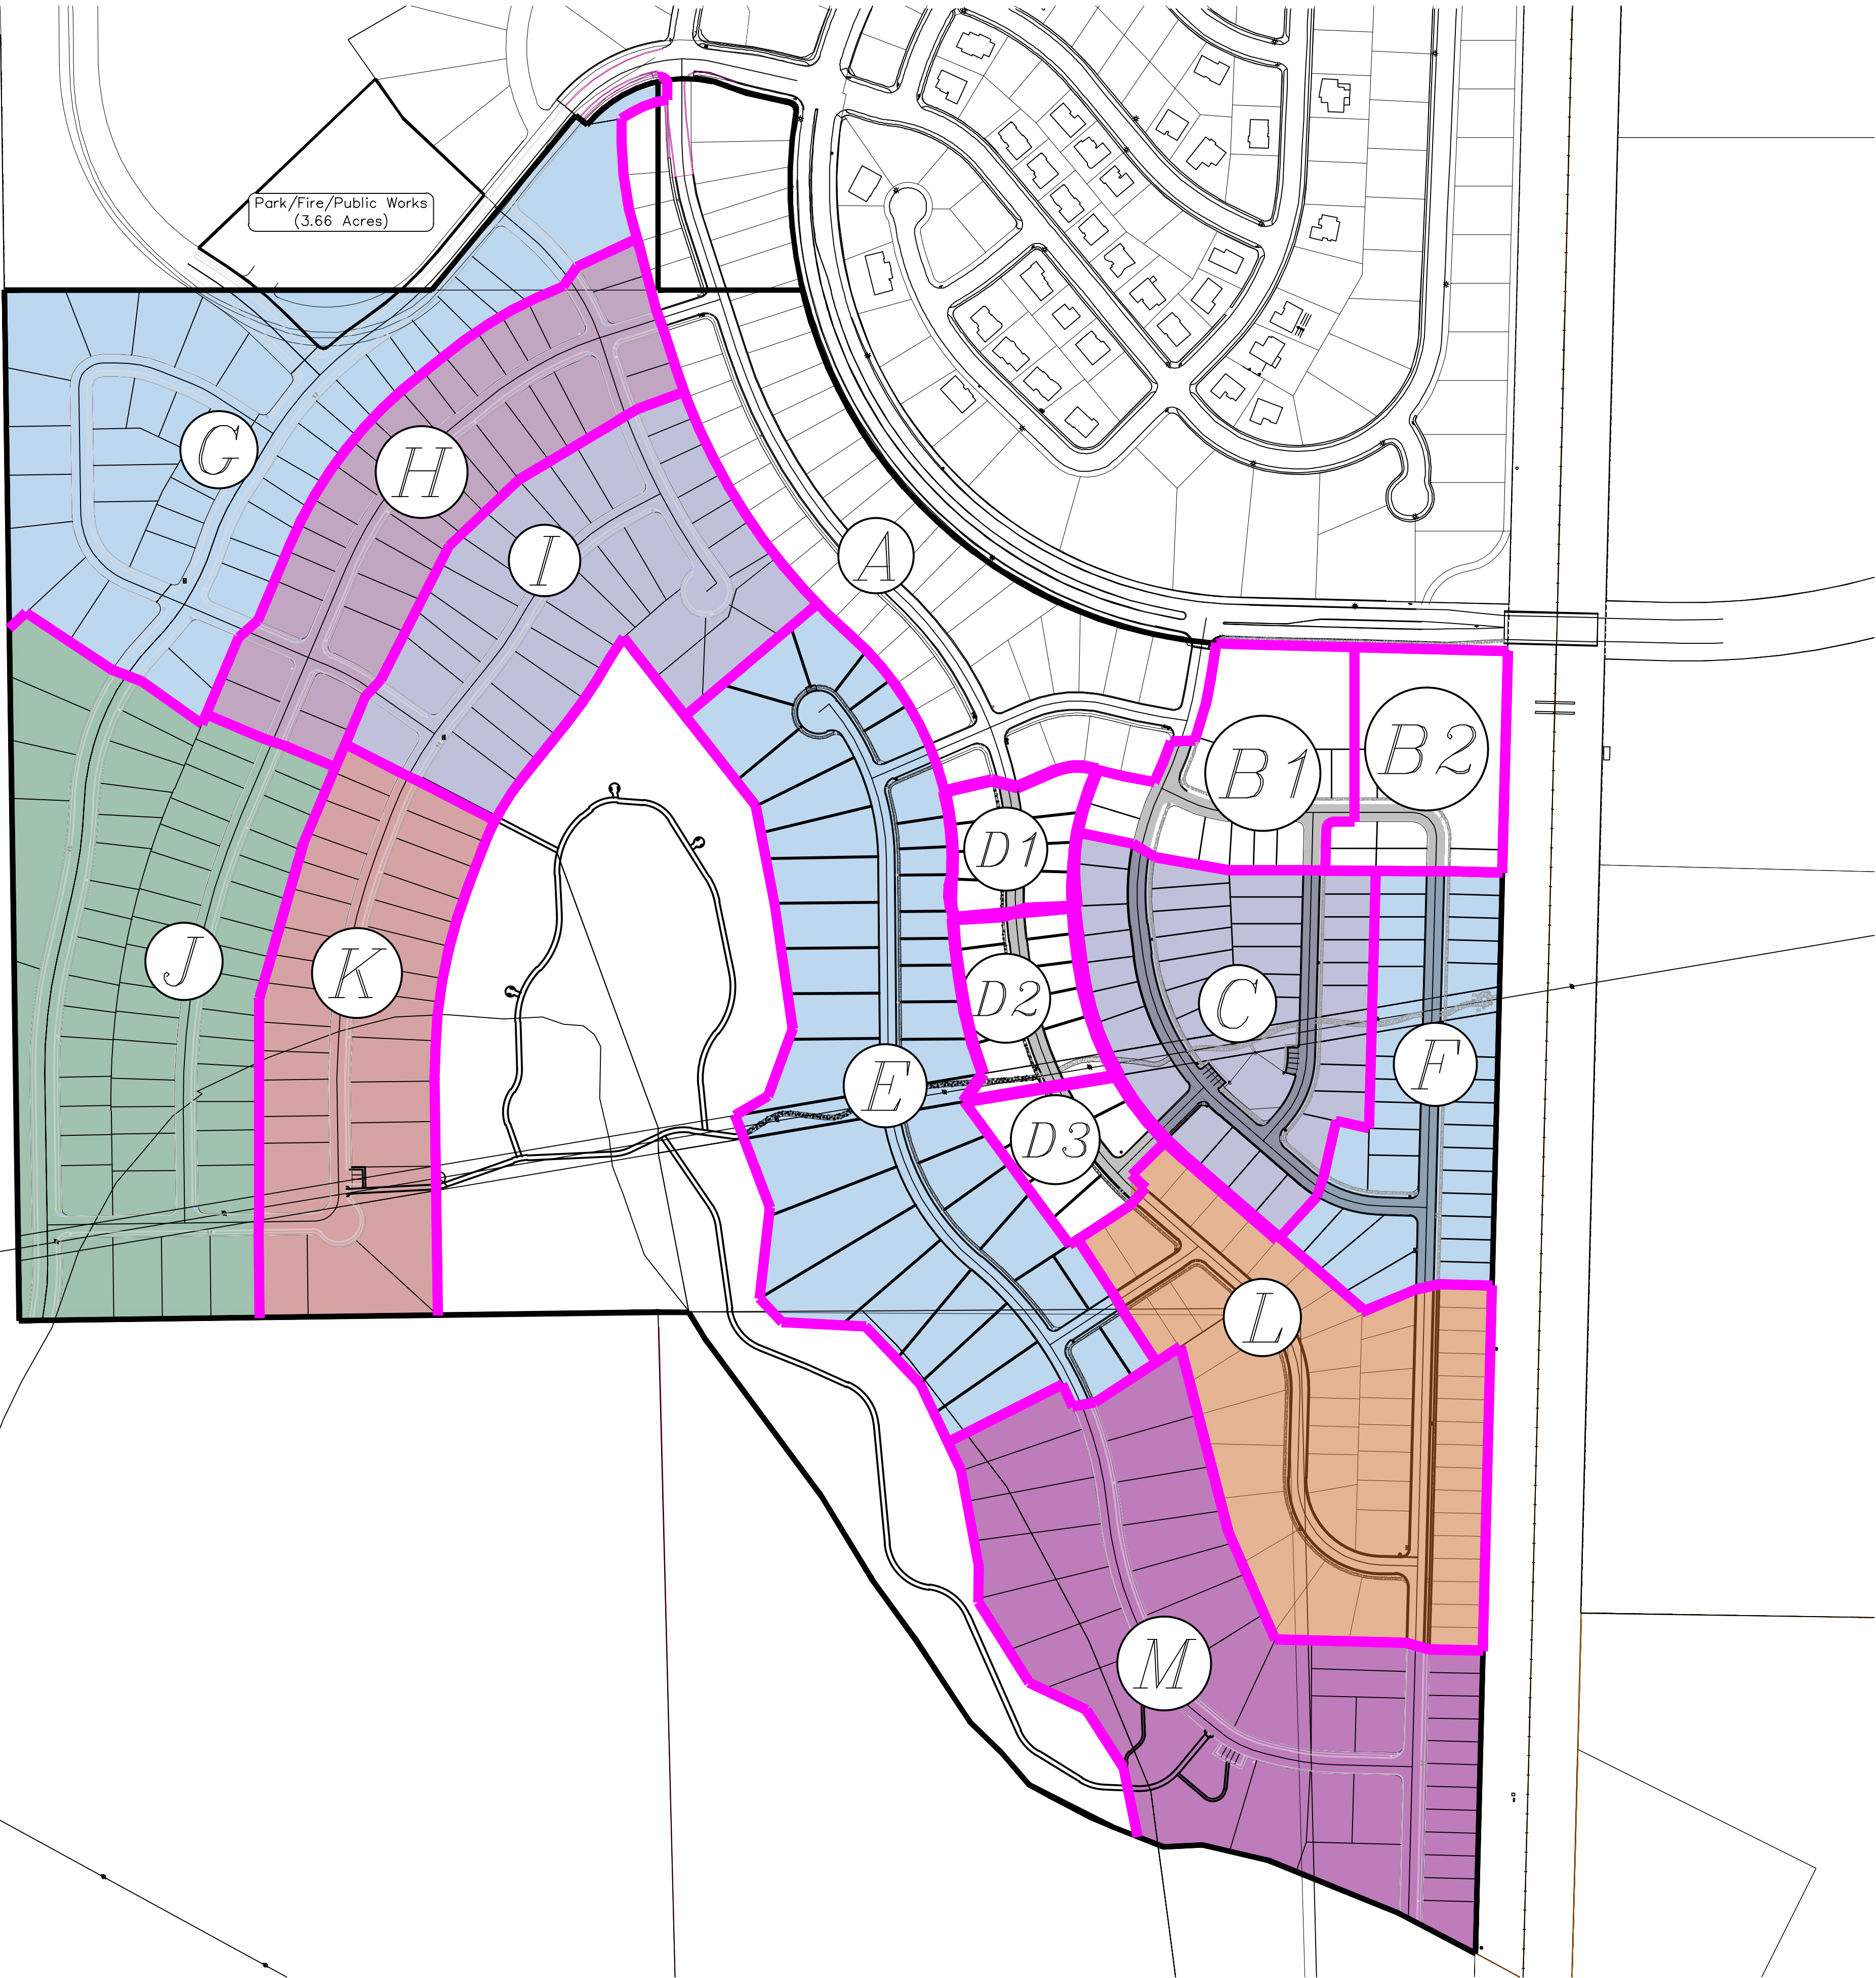 Park/Fire/Public Works
(3.66 Acres)
G
H
I
A
B1
B2
D1
J
K
D2
C
E
F
D3
L
M